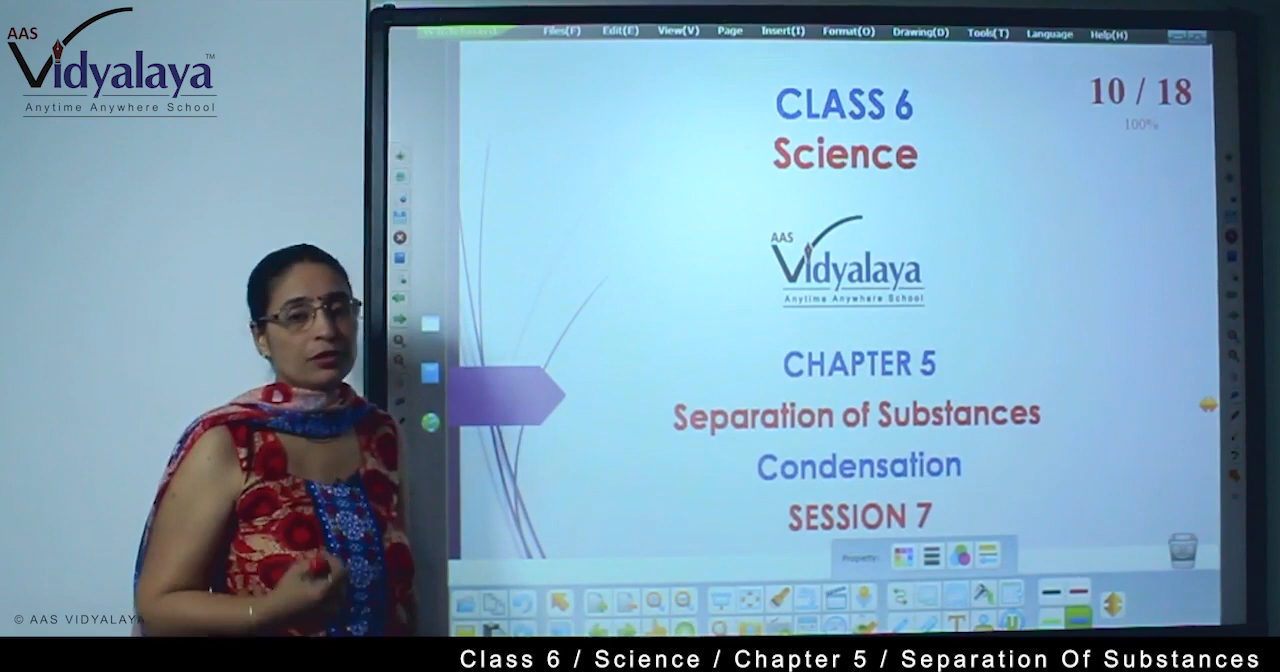 AAS
Vidyalaya™
Anytime Anywhere School
Files(F) Edit(E) View(V) Page Insert(I) Format(O) Drawing(D) Tools(T) Language Help(H)
10 / 18
100%
CLASS 6
Science
AAS
Vidyalaya
Anytime Anywhere School
CHAPTER 5
Separation of Substances
Condensation
SESSION 7
Property:
© AAS VIDYALAYA
Class 6 / Science / Chapter 5 / Separation Of Substances